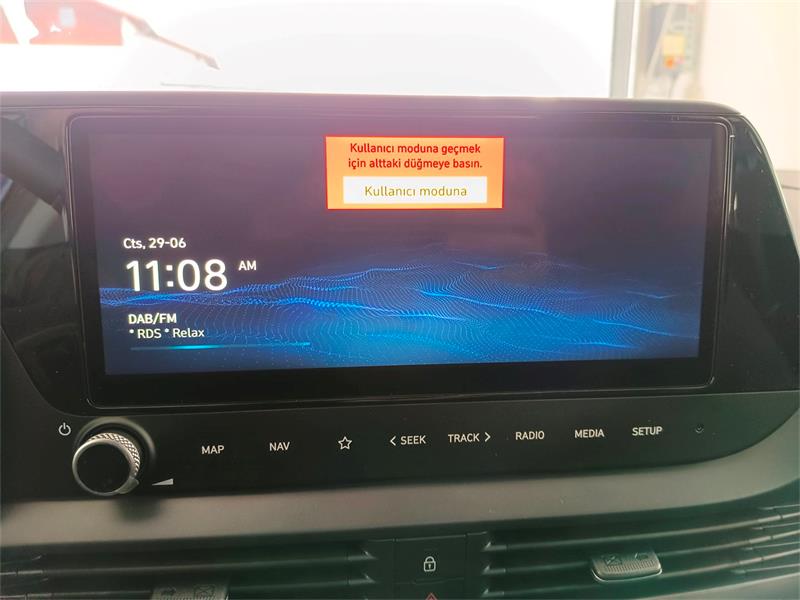 Kullanıcı moduna geçmek
için alttaki düğmeye basın.
Kullanıcı moduna
Cts, 29-06
11:08 AM
DAB/FM
* RDS * Relax
MAP
NAV
< SEEK
TRACK >
RADIO
MEDIA
SETUP